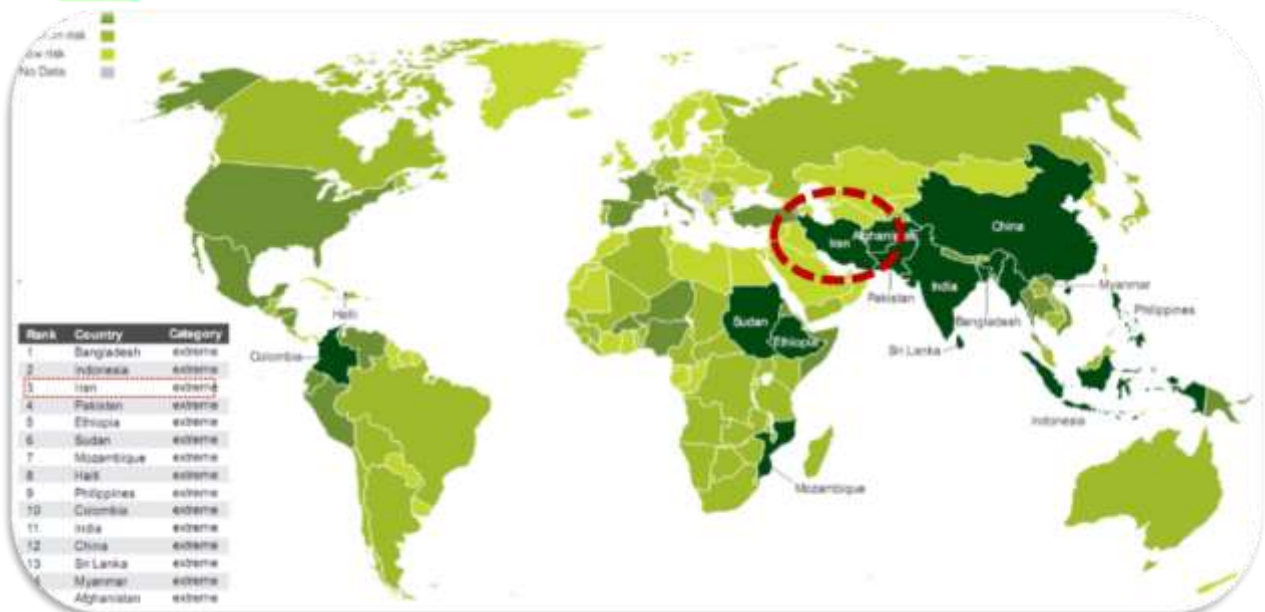 risk
risk
No Data
Iran
Afghanistan
China
India
Pakistan
Bangladesh
Myanmar
Philippines
Sri Lanka
Indonesia
Sudan
Ethiopia
Mozambique
Haiti
Colombia
Rank Country Category
1 Bangladesh extreme
2 Indonesia extreme
3 Iran extreme
4 Pakistan extreme
5 Ethiopia extreme
6 Sudan extreme
7 Mozambique extreme
8 Haiti extreme
9 Philippines extreme
10 Colombia extreme
11 India extreme
12 China extreme
13 Sri Lanka extreme
Myanmar extreme
Afghanistan extreme